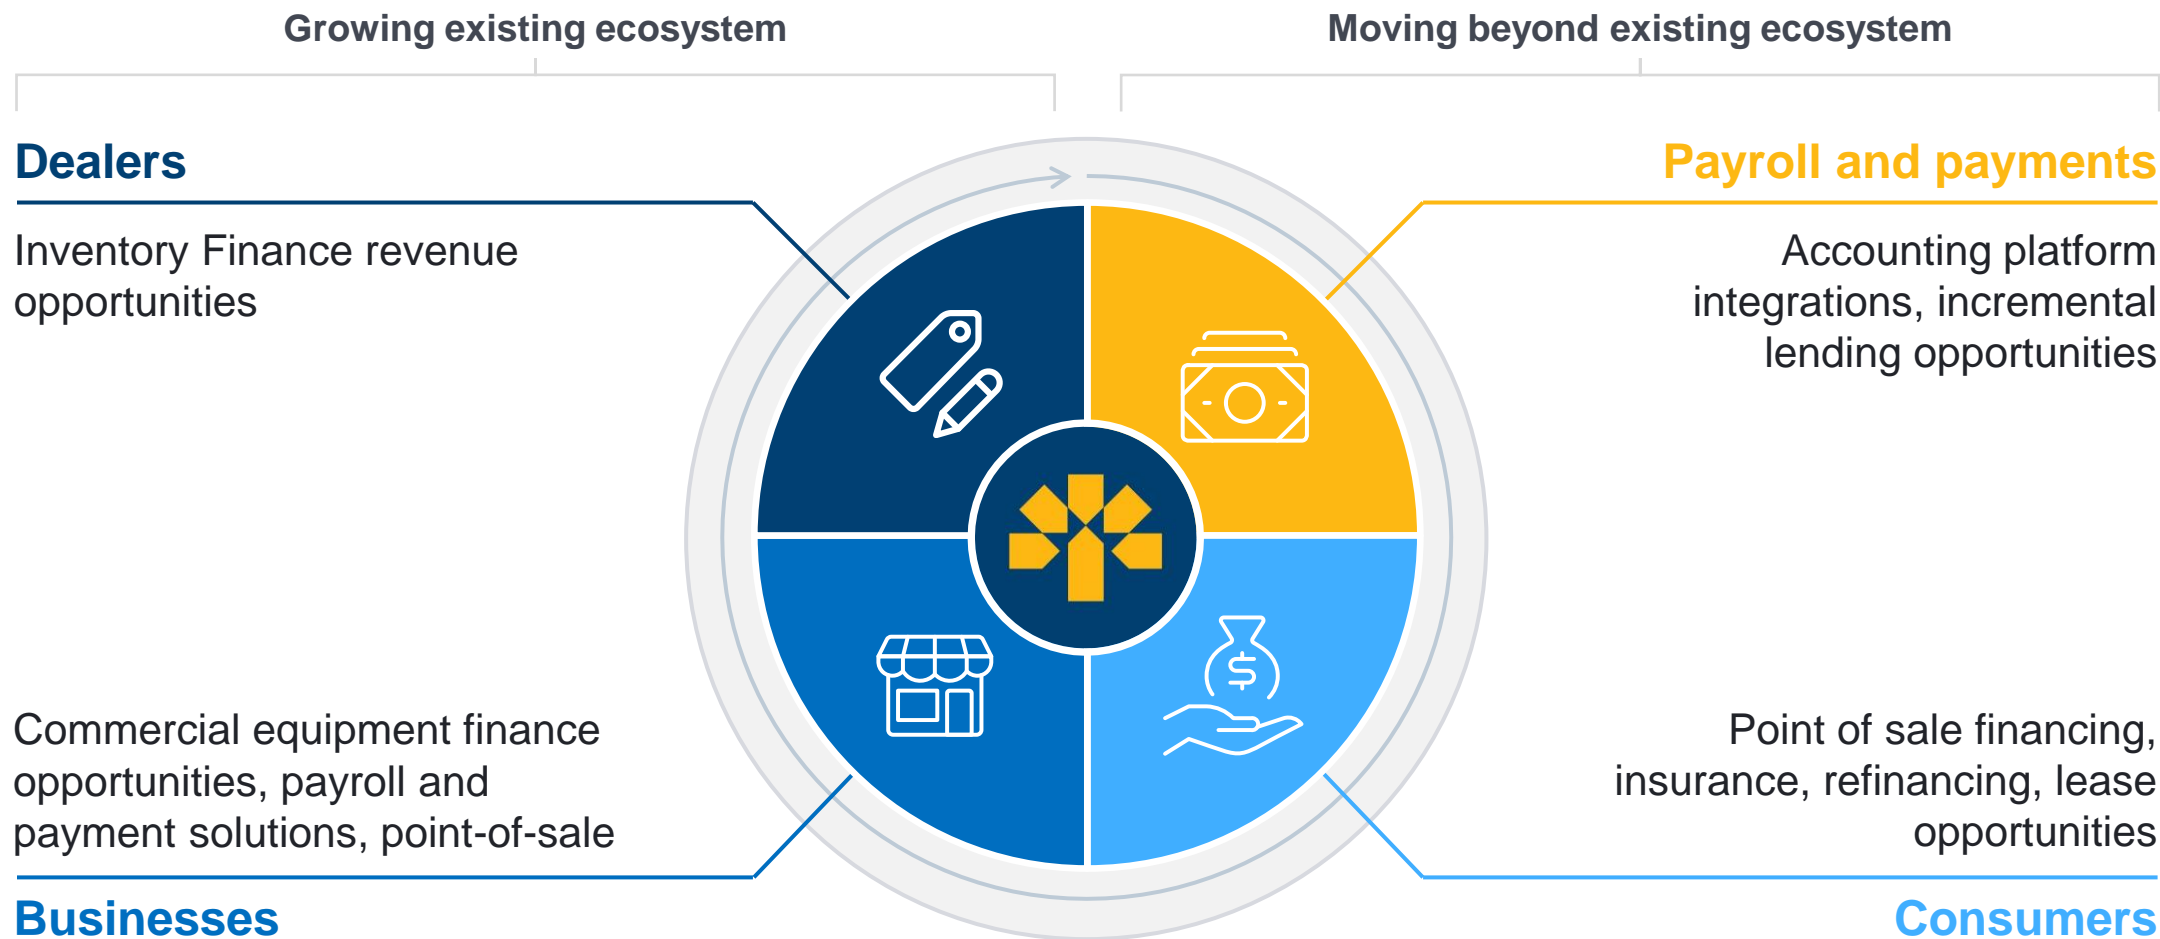 Growing existing ecosystem
Moving beyond existing ecosystem
Dealers
Inventory Finance revenue
opportunities
Payroll and payments
Accounting platform
integrations, incremental
lending opportunities
Commercial equipment finance
opportunities, payroll and
payment solutions, point-of-sale
Businesses
$
Point of sale financing,
insurance, refinancing, lease
opportunities
Consumers